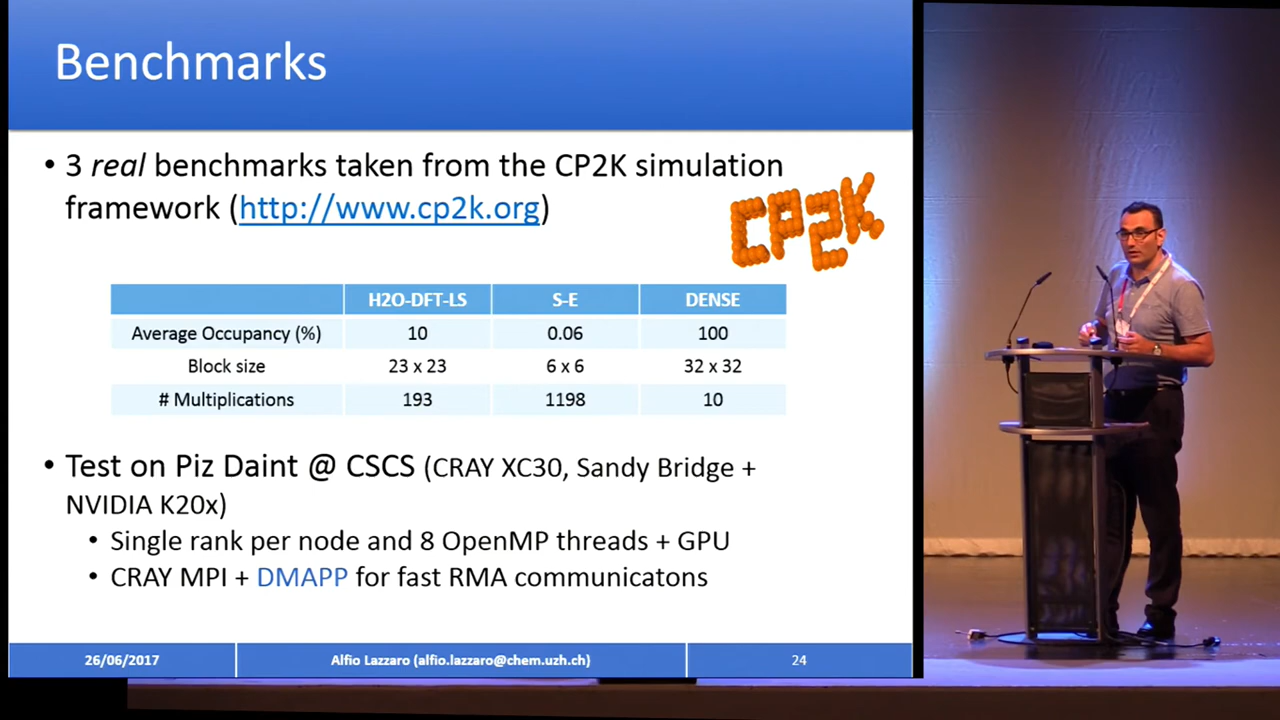 Benchmarks
• 3 real benchmarks taken from the CP2K simulation
framework (http://www.cp2k.org)
CP2K
H2O-DFT-LS S-E DENSE
Average Occupancy (%) 10 0.06 100
Block size 23 x 23 6 x 6 32 x 32
# Multiplications 193 1198 10
• Test on Piz Daint @ CSCS (CRAY XC30, Sandy Bridge +
NVIDIA K20x)
• Single rank per node and 8 OpenMP threads + GPU
• CRAY MPI + DMAPP for fast RMA communicatons
26/06/2017 Alfio Lazzaro (alfio.lazzaro@chem.uzh.ch) 24